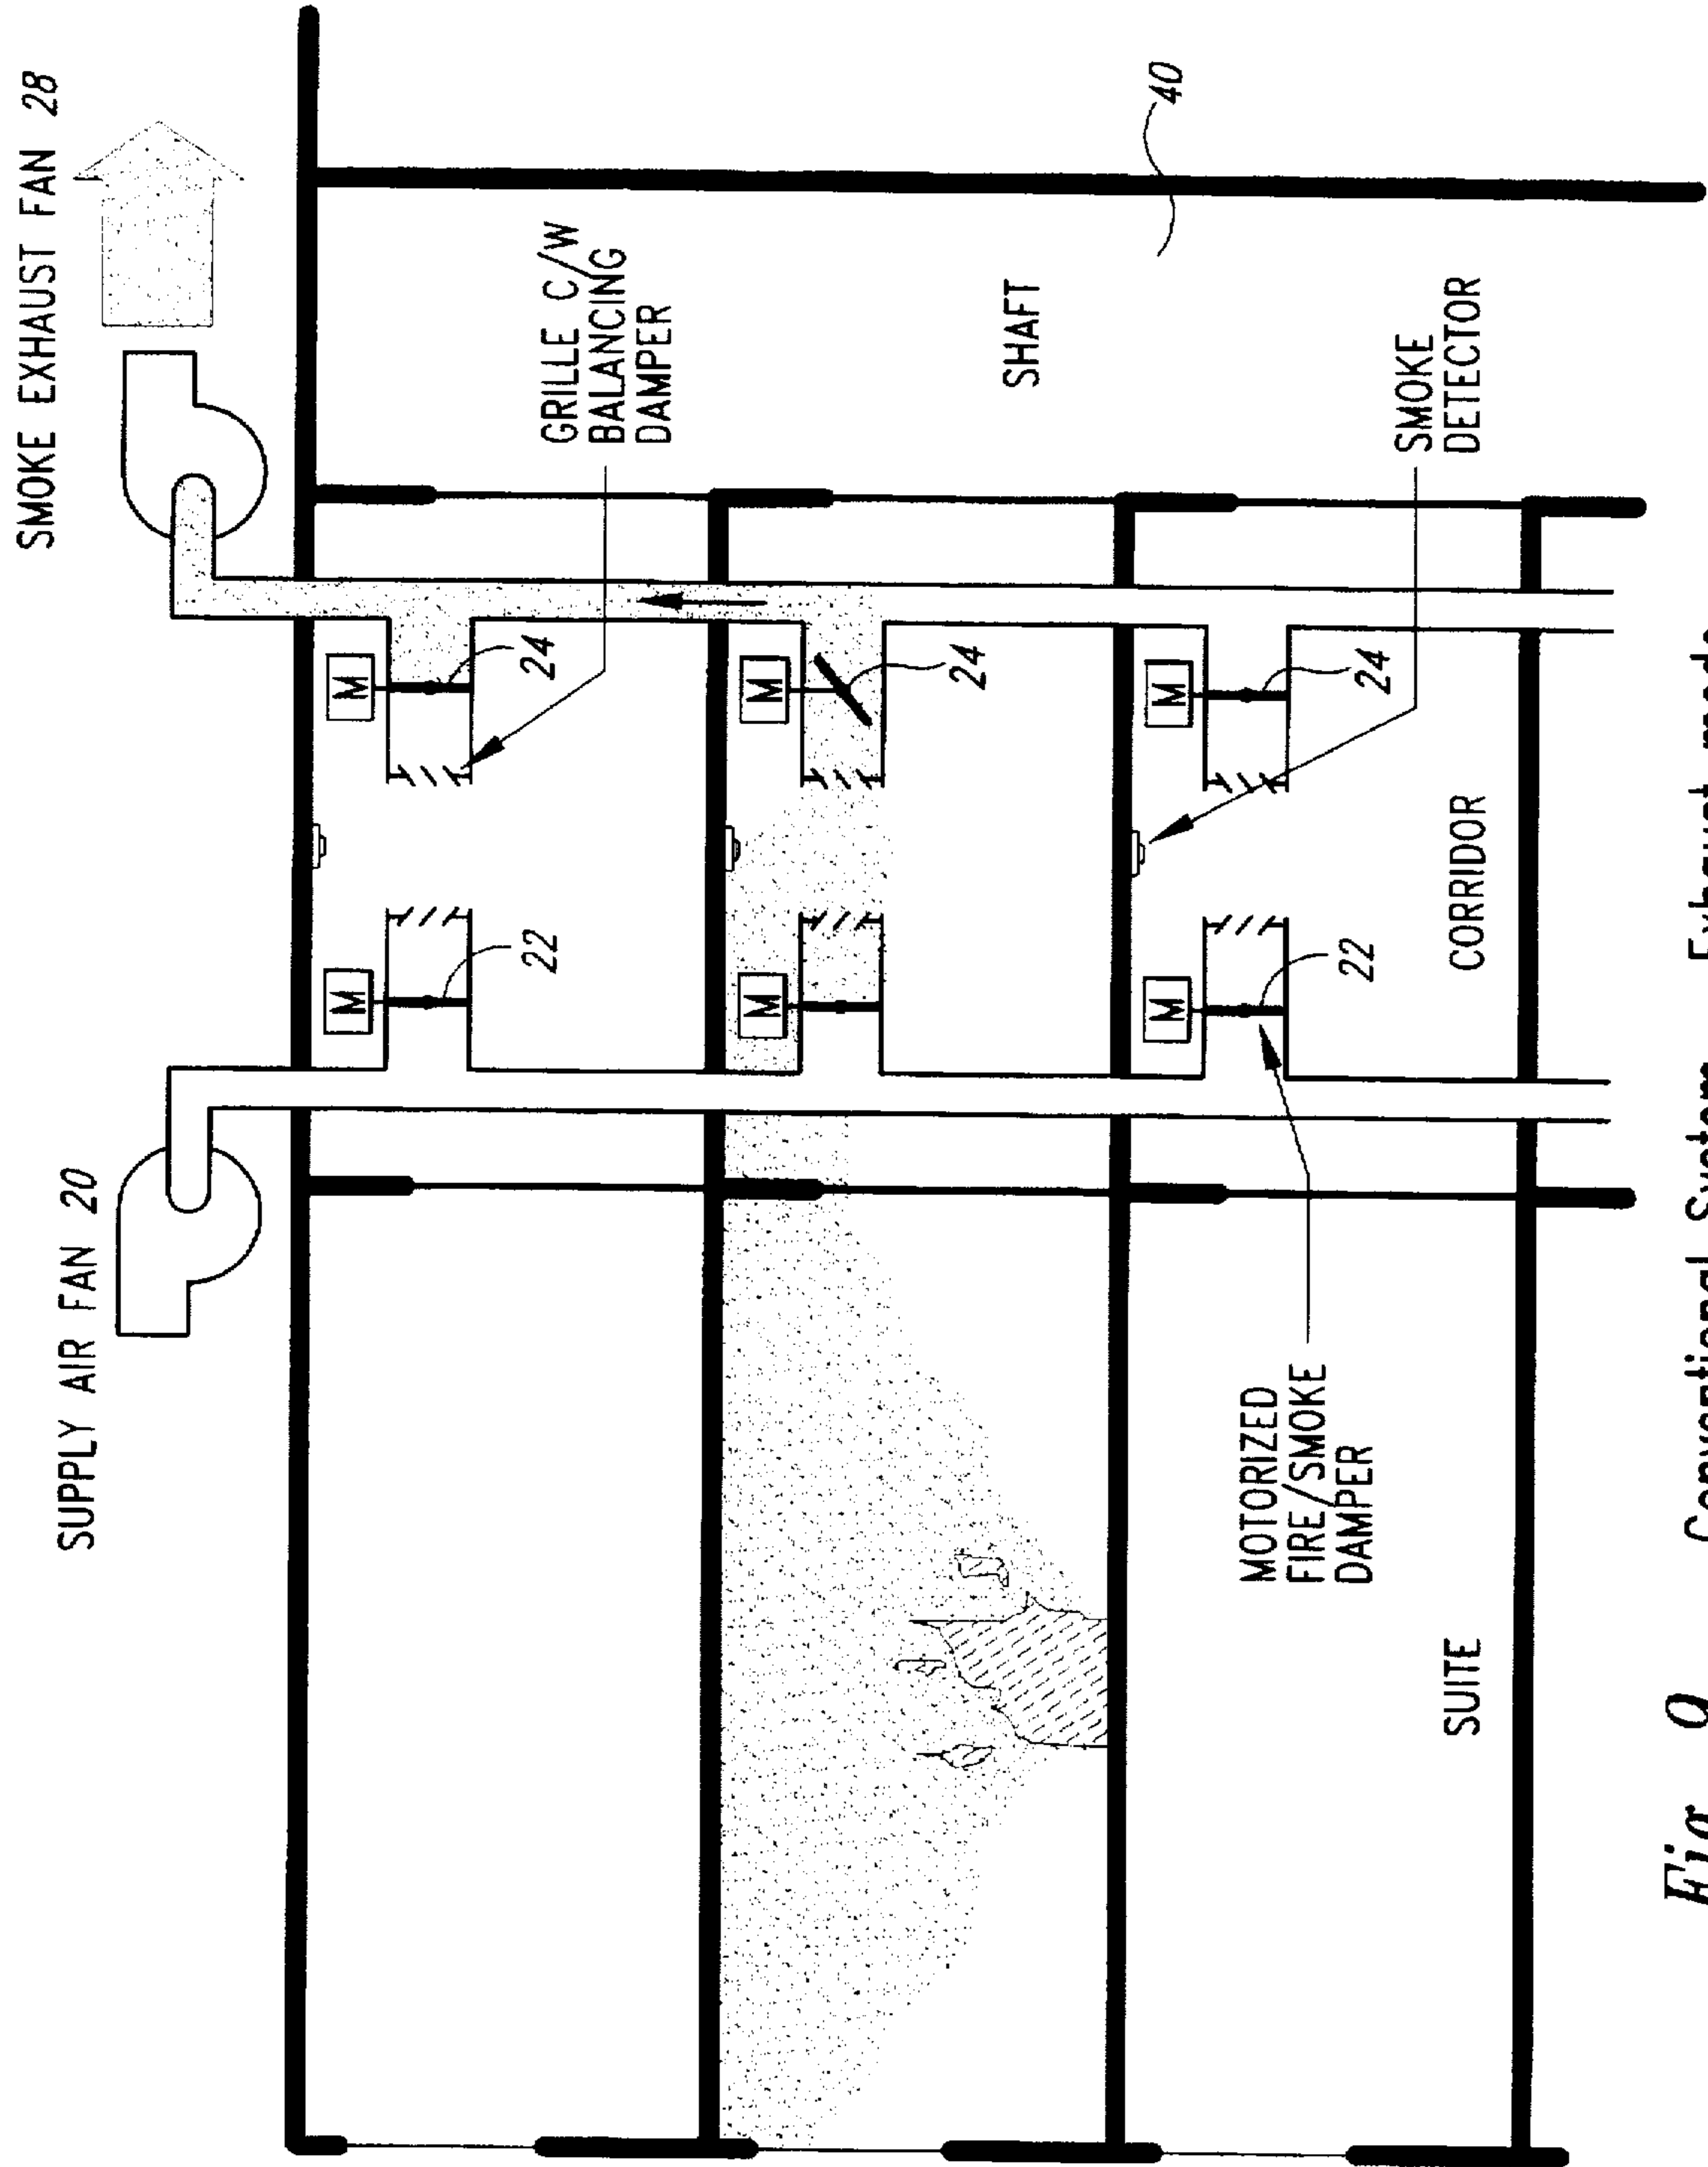 SMOKE EXHAUST FAN 28
SUPPLY AIR FAN 20
GRILLE C/W
BALANCING
DAMPER
M
M
22
24
SHAFT
40
M
M
24
SMOKE
DETECTOR
M
M
22
24
MOTORIZED
FIRE/SMOKE
DAMPER
SUITE
CORRIDOR
Fig. 9 Conventional System Exhaust mode